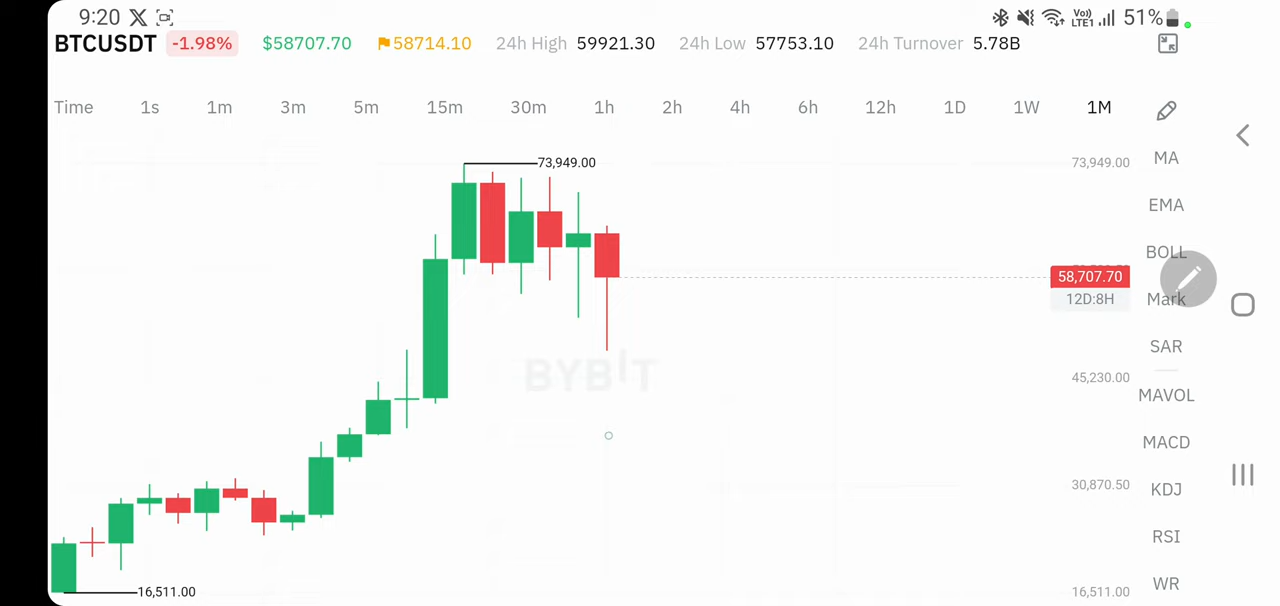 9:20 X Vo) LTE1 51%
BTCUSDT -1.98% $58707.70 58714.10 24h High 59921.30 24h Low 57753.10 24h Turnover 5.78B
Time 1s 1m 3m 5m 15m 30m 1h 2h 4h 6h 12h 1D 1W 1M
73,949.00 73,949.00 MA
EMA
BOLL
58,707.70
12D:8H Mark
SAR
BYBIT 45,230.00
MAVOL
MACD
30,870.50 KDJ
RSI
16,511.00 16,511.00 WR